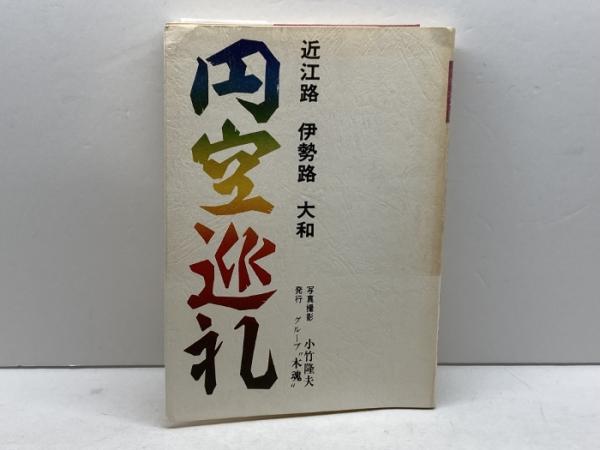 近江路 伊勢路 大和
円空巡礼
写真撮影 小竹隆夫
発行 グループ〝木魂〟